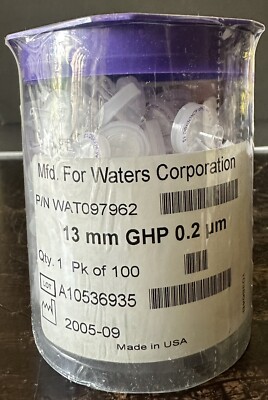 Mfd. For Waters Corporation
P/N WAT097962
13 mm GHP 0.2 µm
Qty. 1 Pk of 100
LOT A10536935
2005-09
Made in USA